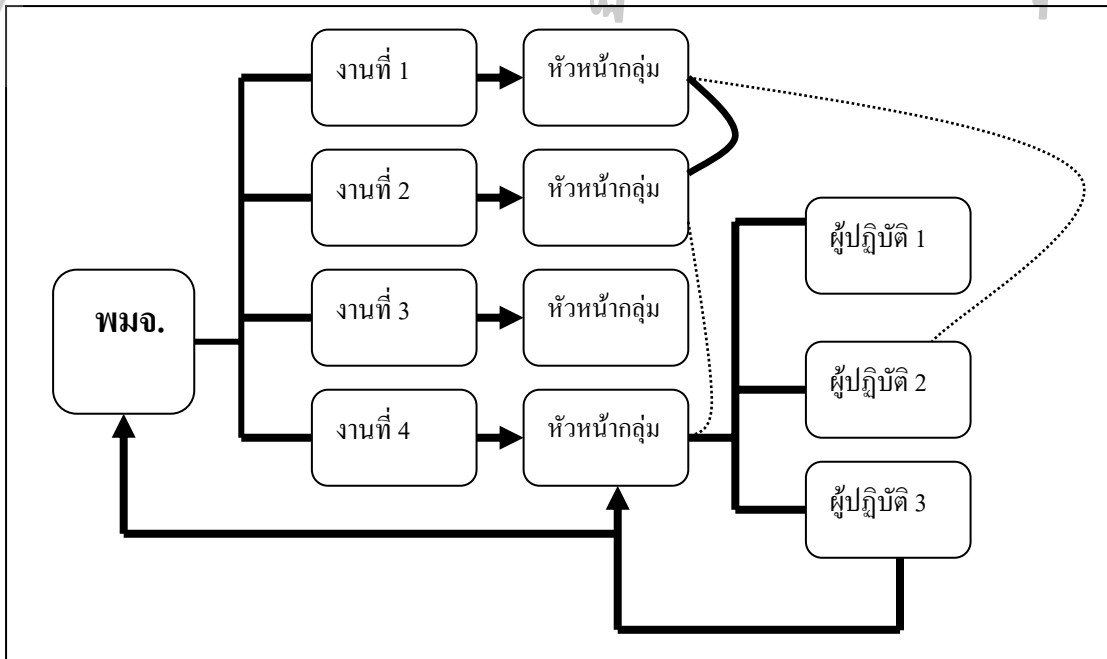 งานที่ 1
หัวหน้ากลุ่ม
งานที่ 2
หัวหน้ากลุ่ม
ผู้ปฏิบัติ 1
งานที่ 3
หัวหน้ากลุ่ม
พมจ.
ผู้ปฏิบัติ 2
งานที่ 4
หัวหน้ากลุ่ม
ผู้ปฏิบัติ 3